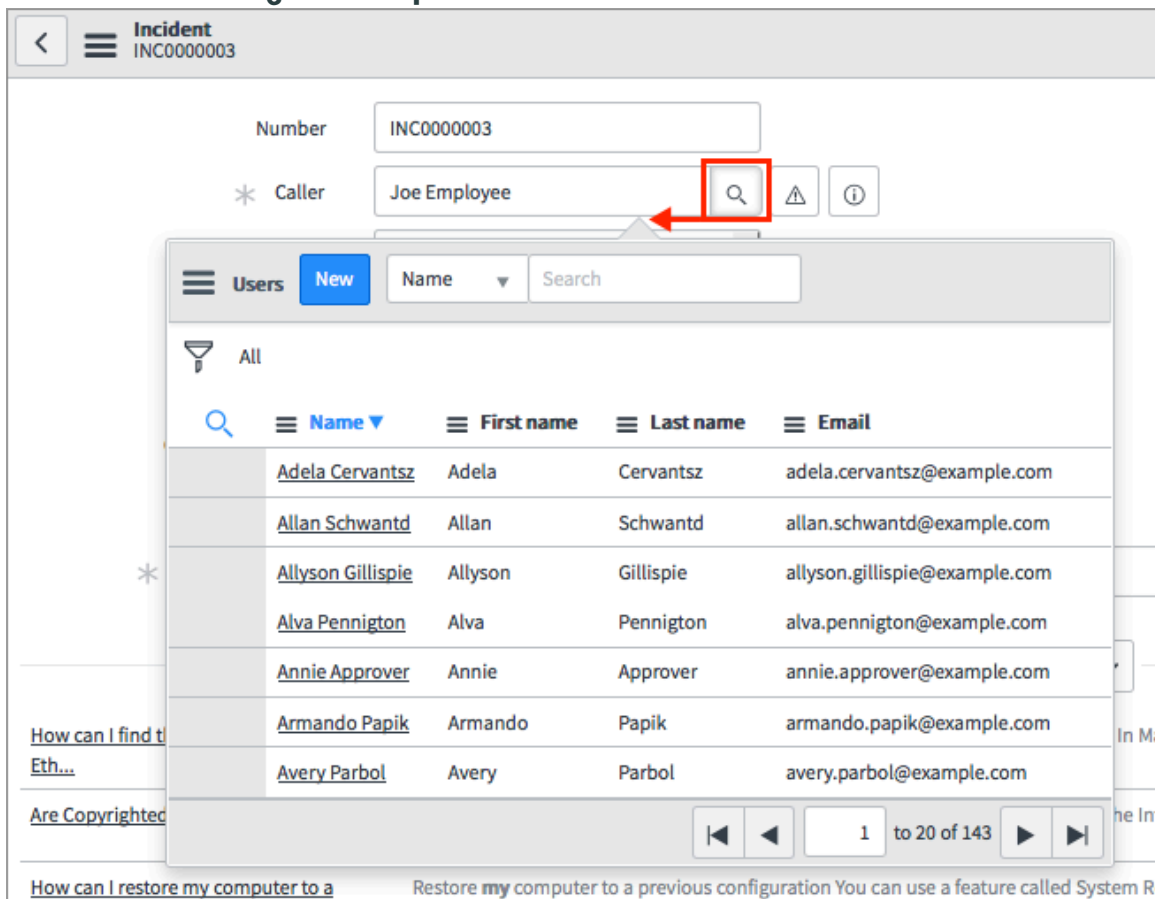 Incident
INC0000003
Number INC0000003
Caller Joe Employee
Users New Name Search
All
Name First name Last name Email
Adela Cervantsz Adela Cervantsz adela.cervantsz@example.com
Allan Schwantd Allan Schwantd allan.schwantd@example.com
Allyson Gillispie Allyson Gillispie allyson.gillispie@example.com
Alva Pennigton Alva Pennigton alva.pennigton@example.com
Annie Approver Annie Approver annie.approver@example.com
Armando Papik Armando Papik armando.papik@example.com
How can I find In Ma
Eth...
Avery Parbol Avery Parbol avery.parbol@example.com
Are Copyrighted he In
1 to 20 of 143
How can I restore my computer to a Restore my computer to a previous configuration You can use a feature called System R